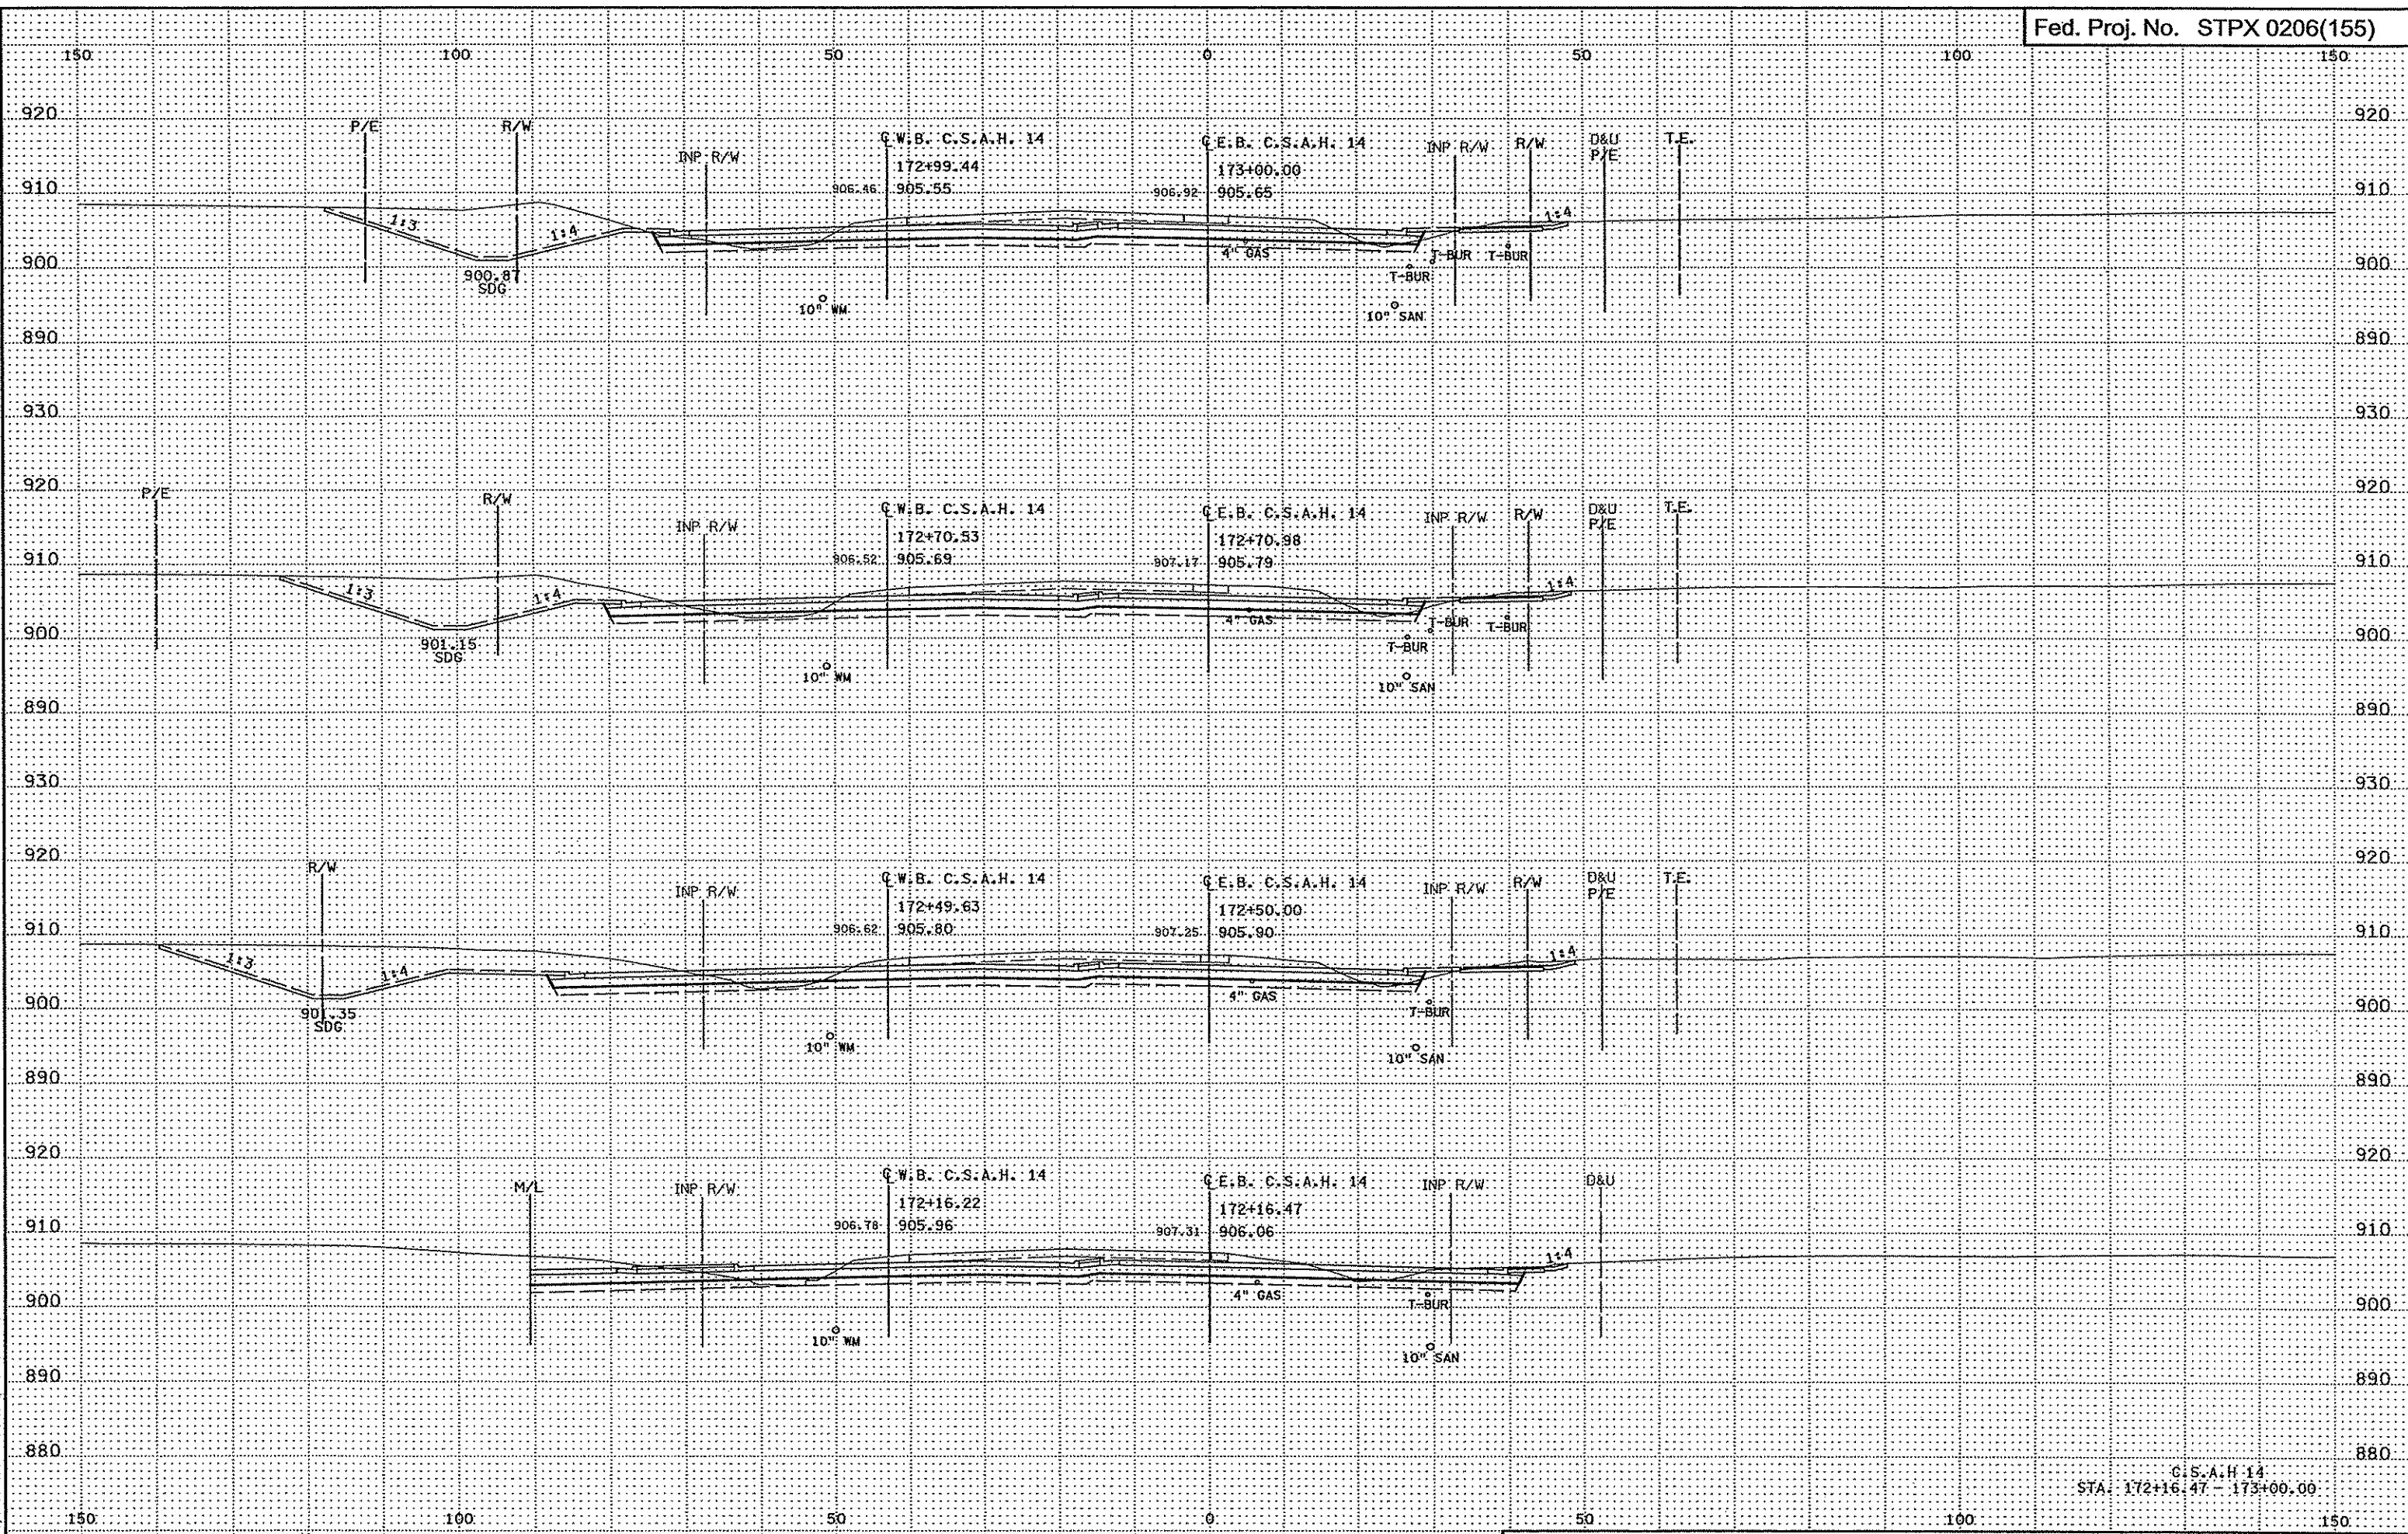 Fed. Proj. No. STPX 0206(155)
150 100 50 0 50 100 150
920 920
P/E R/W INP R/W ℄ W.B. C.S.A.H. 14 ℄ E.B. C.S.A.H. 14 INP R/W R/W D&U T.E.
P/E
172+99.44 173+00.00
906.46 905.55 906.92 905.65
910 910
1:3 1:4 1:4
4" GAS T-BUR T-BUR
900 900
900.87 T-BUR
SDG
10" WM 10" SAN
890 890
930 930
920 920
P/E R/W INP R/W ℄ W.B. C.S.A.H. 14 ℄ E.B. C.S.A.H. 14 INP R/W R/W D&U T.E.
P/E
172+70.53 172+70.98
906.52 905.69 907.17 905.79
910 910
1:3 1:4 1:4
4" GAS T-BUR T-BUR
900 900
901.15 T-BUR
SDG
10" WM 10" SAN
890 890
930 930
920 920
R/W INP R/W ℄ W.B. C.S.A.H. 14 ℄ E.B. C.S.A.H. 14 INP R/W R/W D&U T.E.
P/E
172+49.63 172+50.00
906.62 905.80 907.25 905.90
910 910
1:3 1:4 1:4
4" GAS
900 900
901.35 T-BUR
SDG
10" WM 10" SAN
890 890
920 920
M/L INP R/W ℄ W.B. C.S.A.H. 14 ℄ E.B. C.S.A.H. 14 INP R/W D&U
172+16.22 172+16.47
906.78 905.96 907.31 906.06
910 910
1:4
4" GAS
900 T-BUR 900
10" WM 10" SAN
890 890
880 880
C.S.A.H 14
STA. 172+16.47 - 173+00.00
150 100 50 0 50 100 150